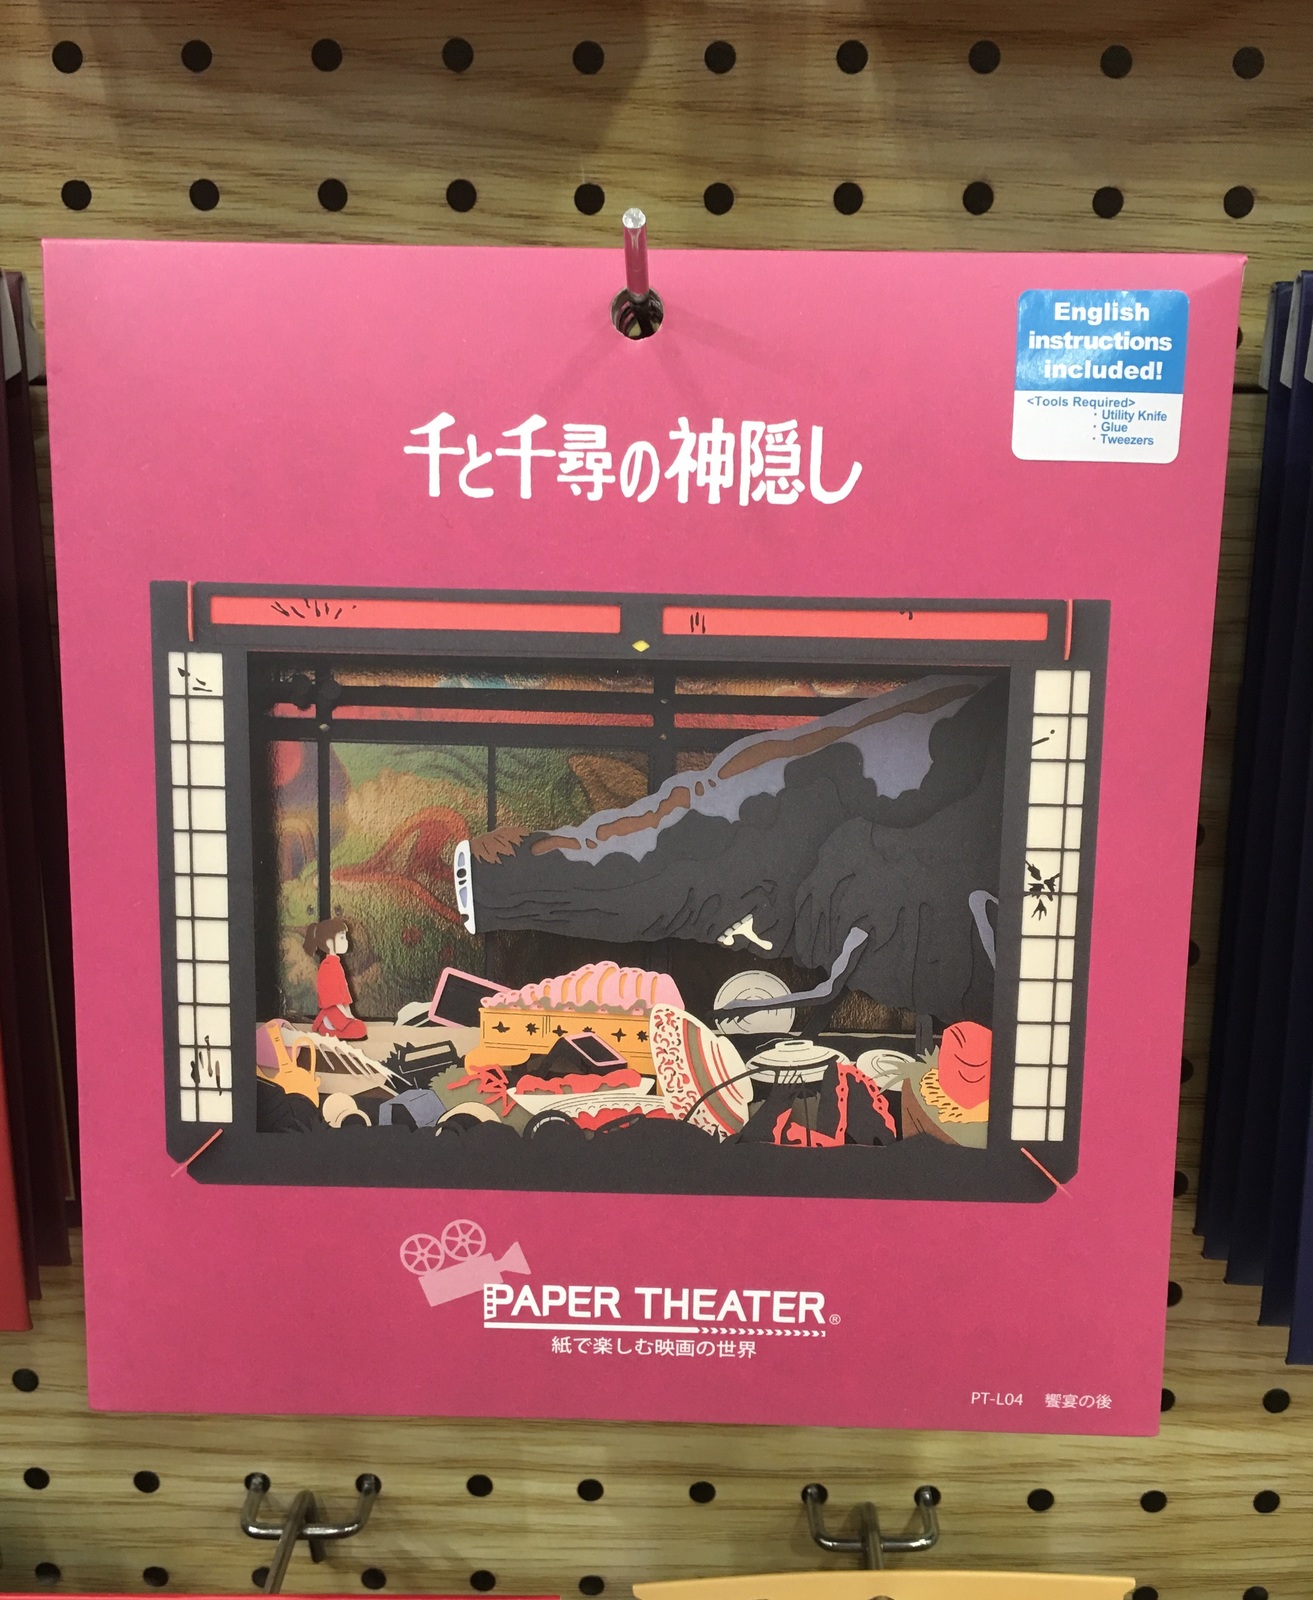 English
instructions
included!
<Tools Required>
・Utility Knife
・Glue
・Tweezers
千と千尋の神隠し
PAPER THEATER®
紙で楽しむ映画の世界
PT-L04 饗宴の後